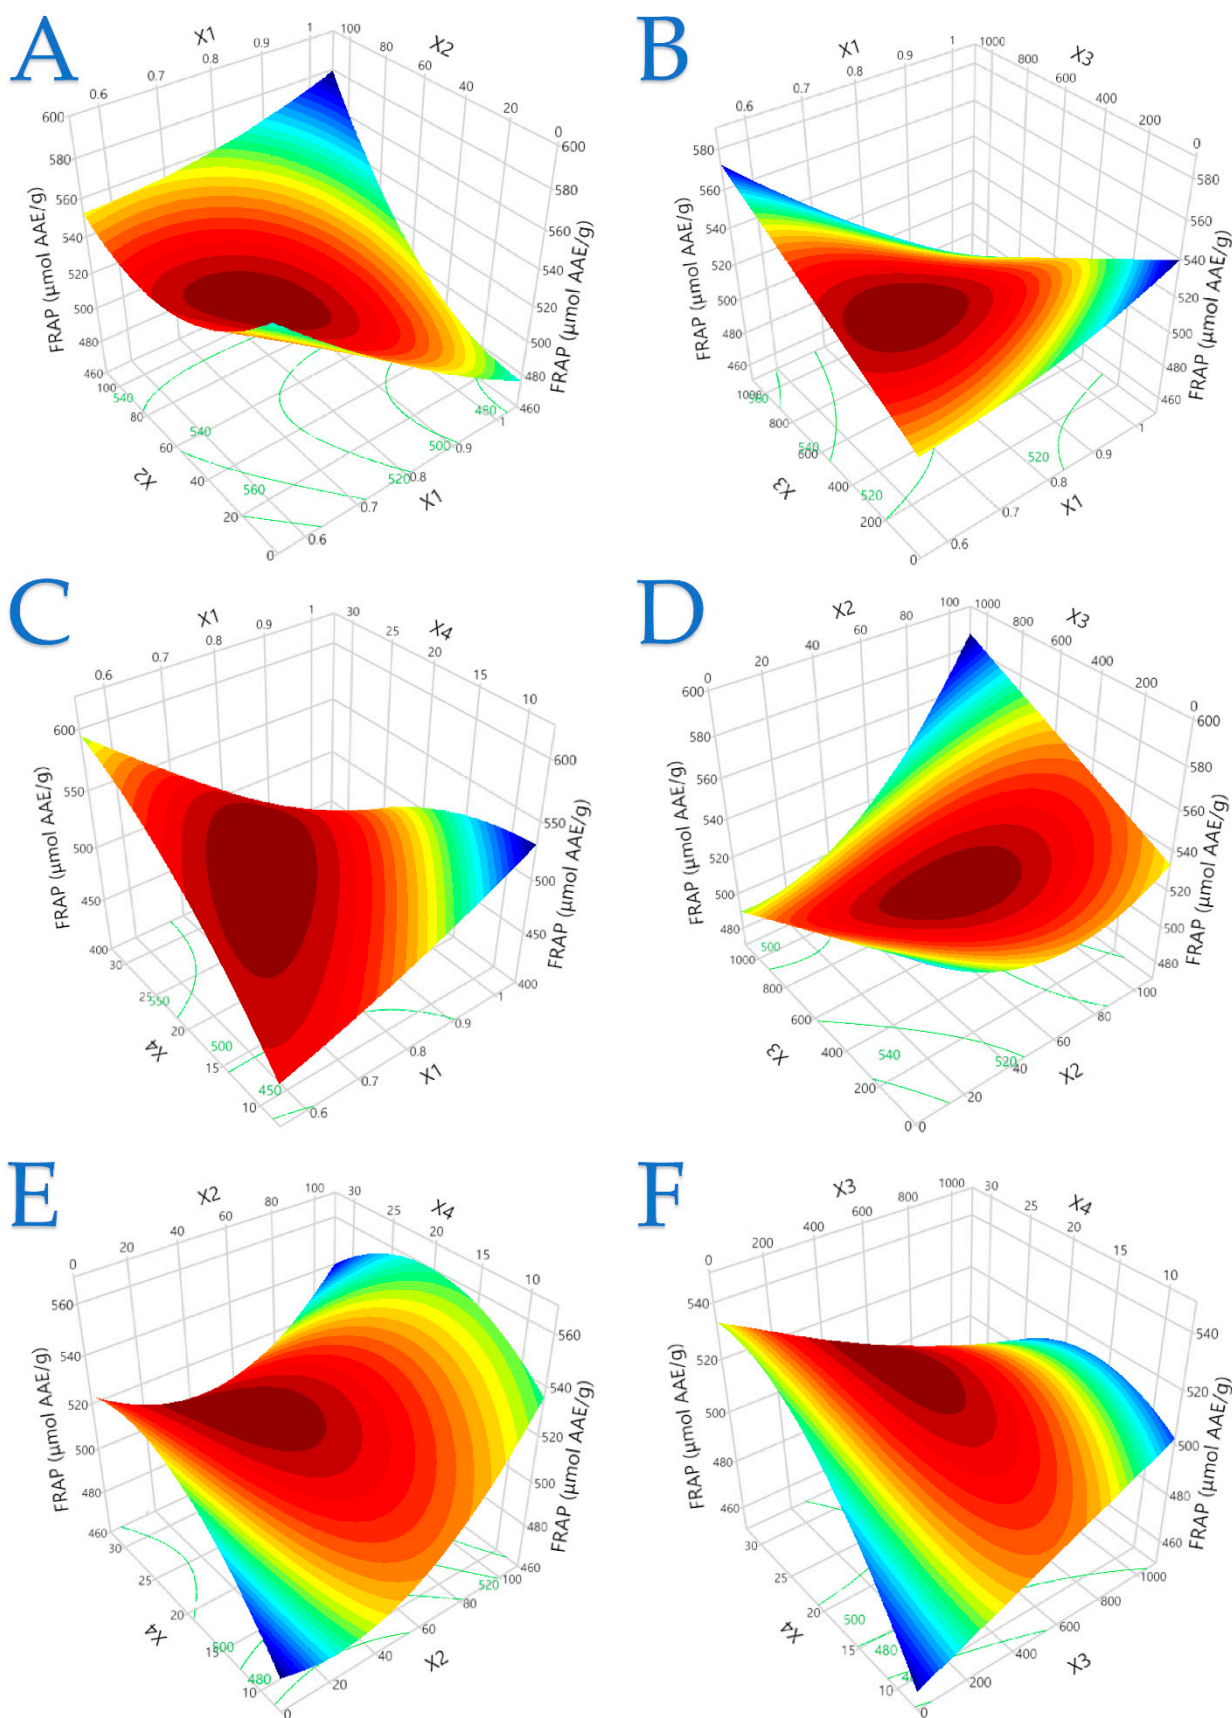 A
X1
X2
0.6 0.7 0.8 0.9 1 100 80 60 40 20 0
600 580 560 540 520 500 480 460
FRAP (µmol AAE/g)
600 580 560 540 520 500 480 460
FRAP (µmol AAE/g)
100 80 60 40 20 0
X2
0.6 0.7 0.8 0.9 1
X1
540 540 560 520 500 480
B
X1
X3
0.6 0.7 0.8 0.9 1 1000 800 600 400 200 0
580 560 540 520 500 480 460
FRAP (µmol AAE/g)
580 560 540 520 500 480 460
FRAP (µmol AAE/g)
1000 800 600 400 200 0
X3
0.6 0.7 0.8 0.9 1
X1
560 540 520 520
C
X1
X4
0.6 0.7 0.8 0.9 1 30 25 20 15 10
600 550 500 450 400
FRAP (µmol AAE/g)
600 550 500 450 400
FRAP (µmol AAE/g)
30 25 20 15 10
X4
0.6 0.7 0.8 0.9 1
X1
550 500 450
D
X2
X3
0 20 40 60 80 100 1000 800 600 400 200 0
600 580 560 540 520 500 480
FRAP (µmol AAE/g)
600 580 560 540 520 500 480
FRAP (µmol AAE/g)
1000 800 600 400 200 0
X3
0 20 40 60 80 100
X2
500 540 520
E
X2
X4
0 20 40 60 80 100 30 25 20 15 10
560 540 520 500 480 460
FRAP (µmol AAE/g)
560 540 520 500 480 460
FRAP (µmol AAE/g)
30 25 20 15 10
X4
0 20 40 60 80 100
X2
500 480 520
F
X3
X4
0 200 400 600 800 1000 30 25 20 15 10
540 520 500 480 460
FRAP (µmol AAE/g)
540 520 500 480 460
FRAP (µmol AAE/g)
30 25 20 15 10
X4
0 200 400 600 800 1000
X3
500 480